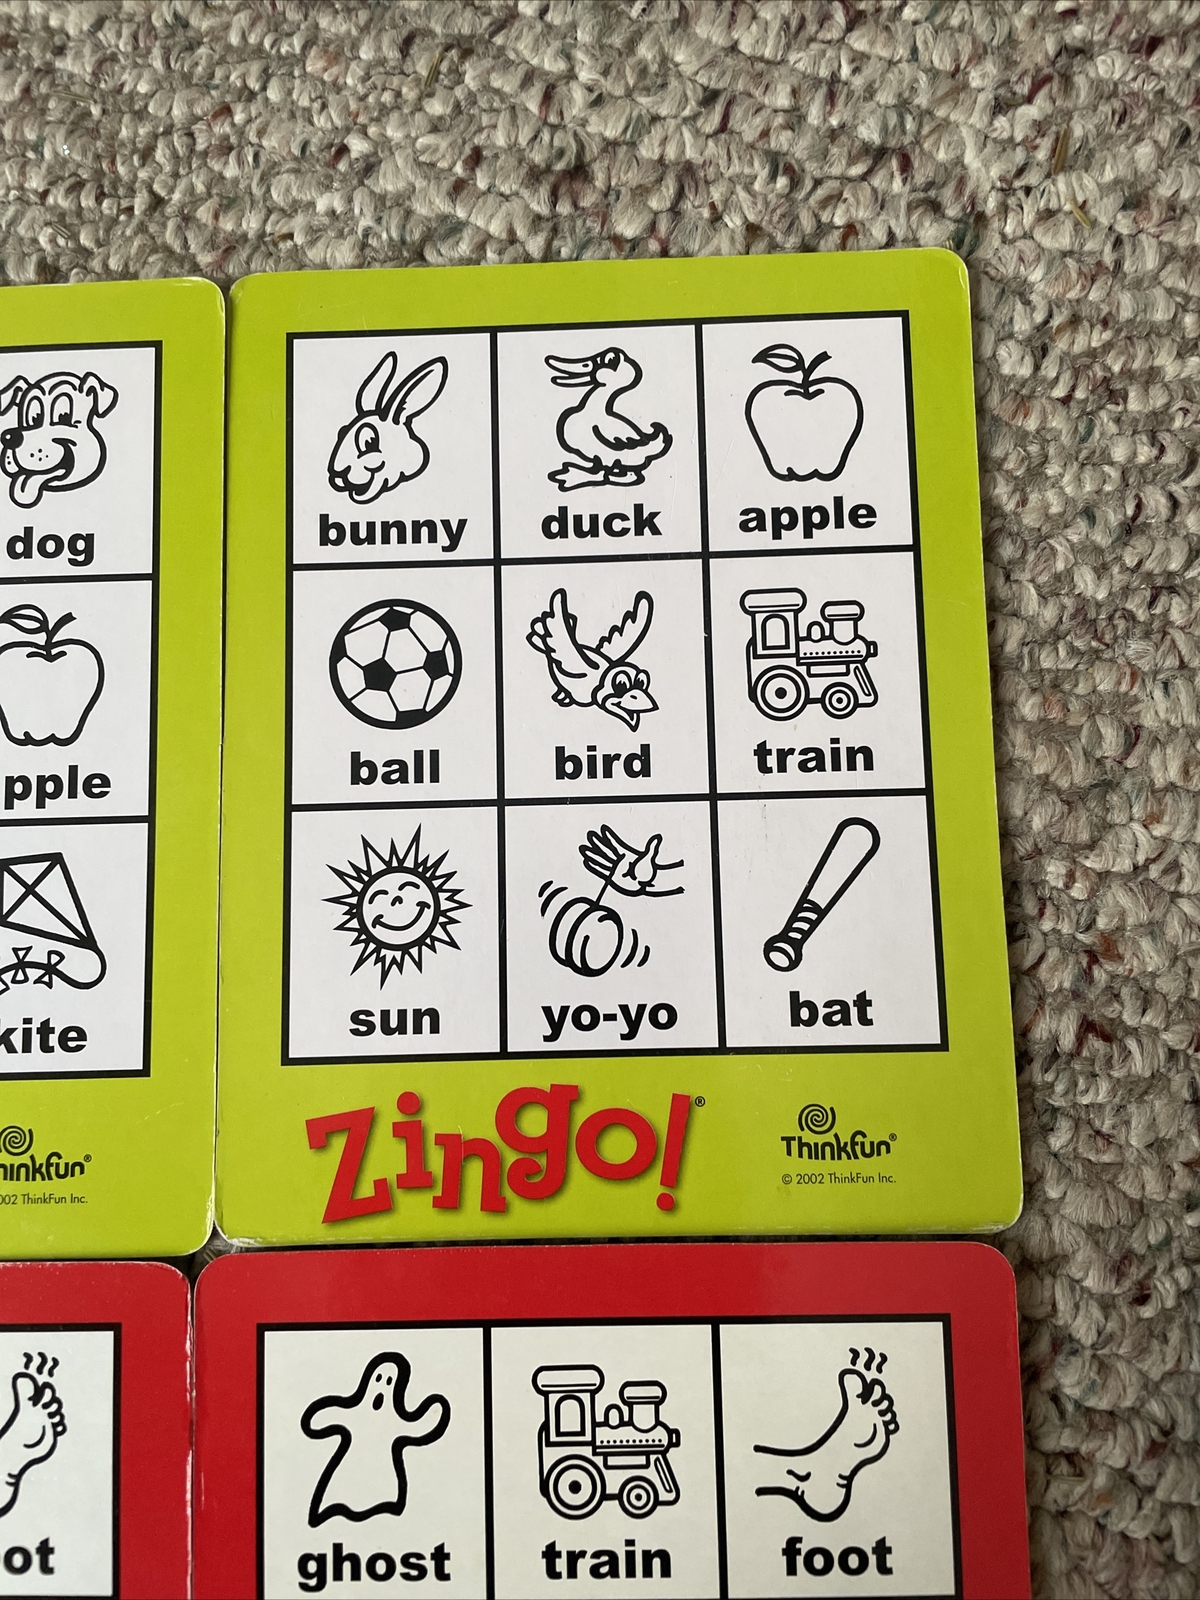 dog
pple
kite
hinkfun®
002 ThinkFun Inc.
bunny duck apple
ball bird train
sun yo-yo bat
Zingo!®
Thinkfun®
© 2002 ThinkFun Inc.
ot
ghost train foot